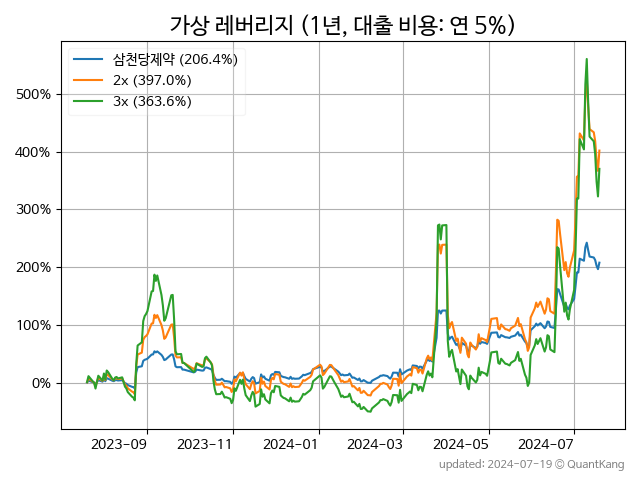 가상 레버리지 (1년, 대출 비용: 연 5%)
삼천당제약 (206.4%)
2x (397.0%)
3x (363.6%)
500%
400%
300%
200%
100%
0%
2023-09
2023-11
2024-01
2024-03
2024-05
2024-07
updated: 2024-07-19 © QuantKang